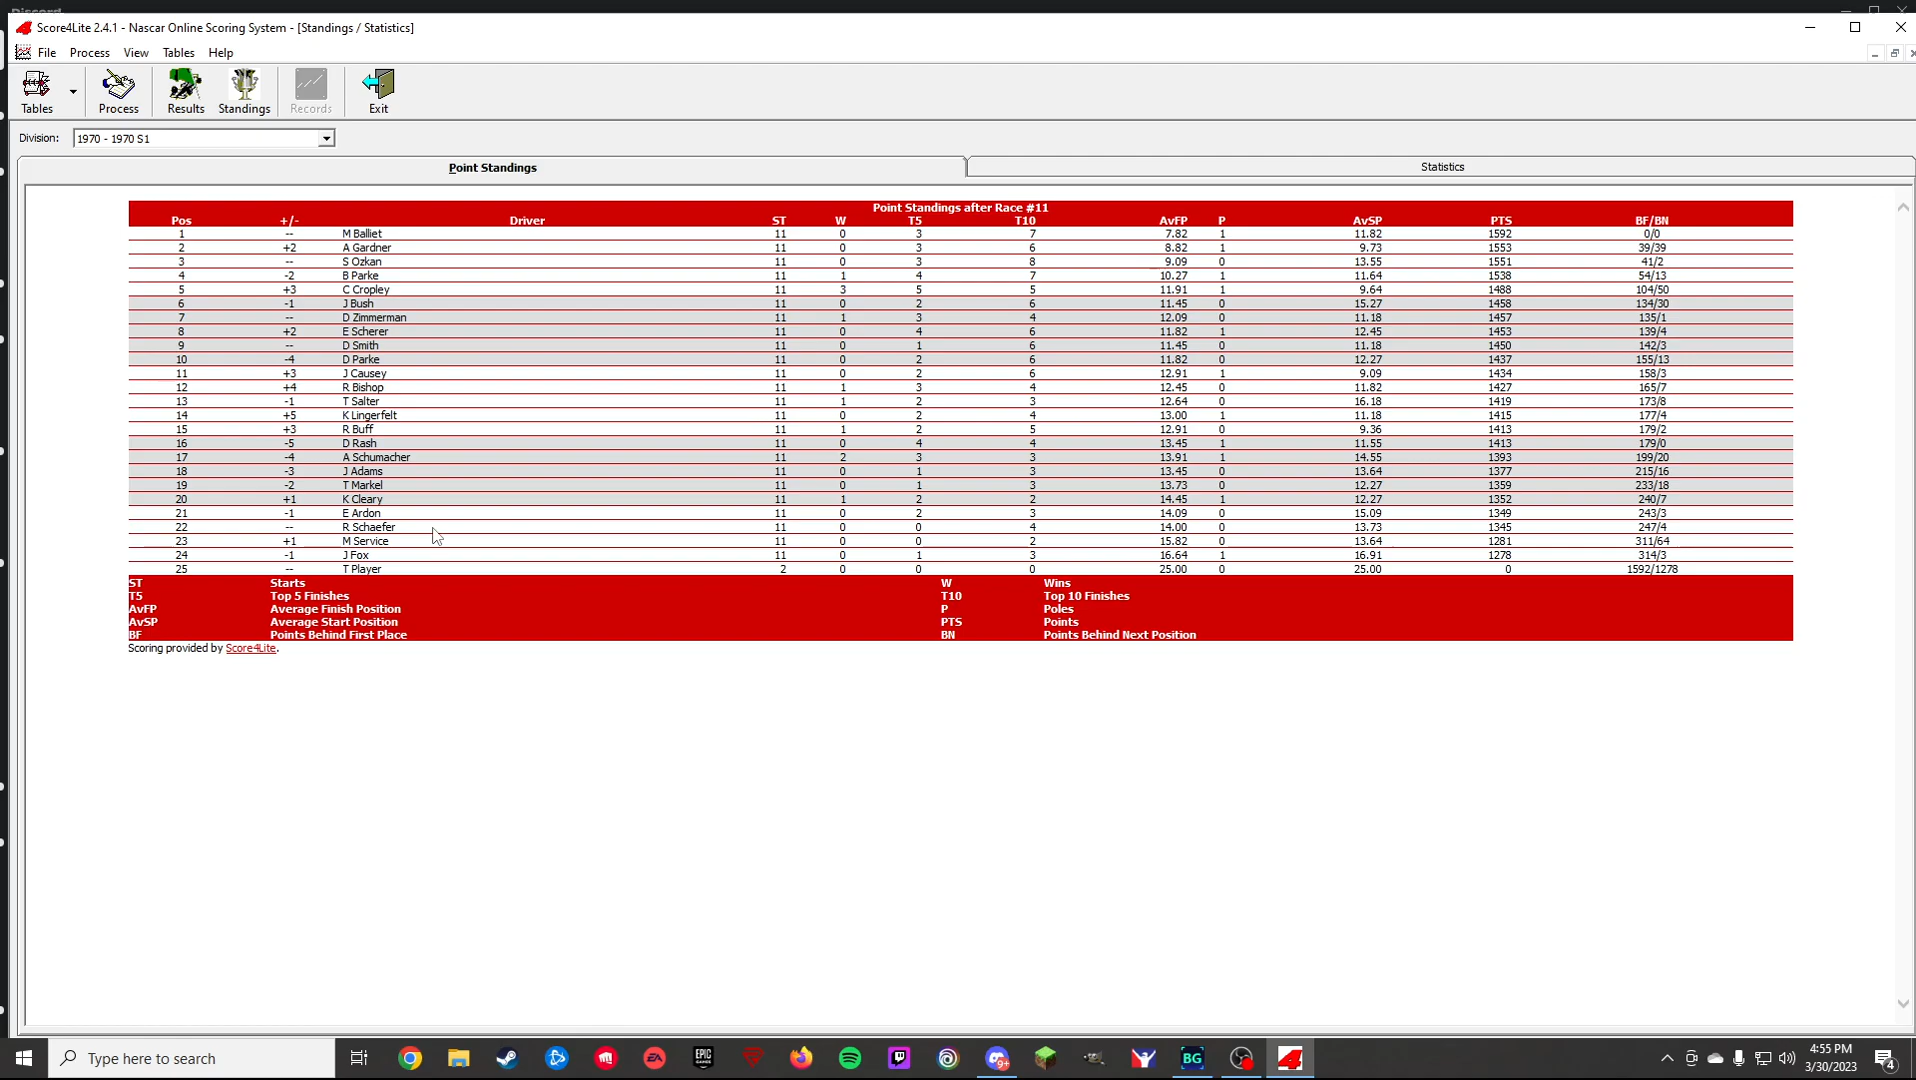 Score4Lite 2.4.1 - Nascar Online Scoring System - [Standings / Statistics]
File Process View Tables Help
Tables Process Results Standings Records Exit
Division: 1970 - 1970 S1
Point Standings Statistics
Point Standings after Race #11
Pos +/- Driver ST W T5 T10 AvFP P AvSP PTS BF/BN
1 -- M Balliet 11 0 3 7 7.82 1 11.82 1592 0/0
2 +2 A Gardner 11 0 3 6 8.82 1 9.73 1553 39/39
3 -- S Ozkan 11 0 3 8 9.09 0 13.55 1551 41/2
4 -2 B Parke 11 1 4 7 10.27 1 11.64 1538 54/13
5 +3 C Cropley 11 3 5 5 11.91 1 9.64 1488 104/50
6 -1 J Bush 11 0 2 6 11.45 0 15.27 1458 134/30
7 -- D Zimmerman 11 1 3 4 12.09 0 11.18 1457 135/1
8 +2 E Scherer 11 0 4 6 11.82 1 12.45 1453 139/4
9 -- D Smith 11 0 1 6 11.45 0 11.18 1450 142/3
10 -4 D Parke 11 0 2 6 11.82 0 12.27 1437 155/13
11 +3 J Causey 11 0 2 6 12.91 1 9.09 1434 158/3
12 +4 R Bishop 11 1 3 4 12.45 0 11.82 1427 165/7
13 -1 T Salter 11 1 2 3 12.64 0 16.18 1419 173/8
14 +5 K Lingerfelt 11 0 2 4 13.00 1 11.18 1415 177/4
15 +3 R Buff 11 1 2 5 12.91 0 9.36 1413 179/2
16 -5 D Rash 11 0 4 4 13.45 1 11.55 1413 179/0
17 -4 A Schumacher 11 2 3 3 13.91 1 14.55 1393 199/20
18 -3 J Adams 11 0 1 3 13.45 0 13.64 1377 215/16
19 -2 T Markel 11 0 1 3 13.73 0 12.27 1359 233/18
20 +1 K Cleary 11 1 2 2 14.45 1 12.27 1352 240/7
21 -1 E Ardon 11 0 2 3 14.09 0 15.09 1349 243/3
22 -- R Schaefer 11 0 0 4 14.00 0 13.73 1345 247/4
23 +1 M Service 11 0 0 2 15.82 0 13.64 1281 311/64
24 -1 J Fox 11 0 1 3 16.64 1 16.91 1278 314/3
25 -- T Player 2 0 0 0 25.00 0 25.00 0 1592/1278
ST Starts W Wins
T5 Top 5 Finishes T10 Top 10 Finishes
AvFP Average Finish Position P Poles
AvSP Average Start Position PTS Points
BF Points Behind First Place BN Points Behind Next Position
Scoring provided by Score4Lite.
Type here to search
EA
EPIC GAMES
9+
BG
4:55 PM
3/30/2023
4